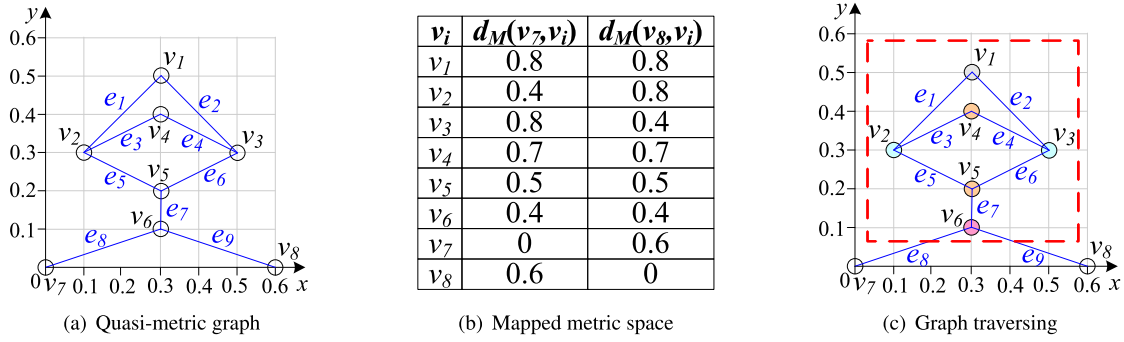 y
0.6
0.5
0.4
0.3
0.2
0.1
0
v1
v2
v3
v4
v5
v6
v7
v8
e1
e2
e3
e4
e5
e6
e7
e8
e9
0.1 0.2 0.3 0.4 0.5 0.6 x
(a) Quasi-metric graph
vi dM(v7,vi) dM(v8,vi)
v1 0.8 0.8
v2 0.4 0.8
v3 0.8 0.4
v4 0.7 0.7
v5 0.5 0.5
v6 0.4 0.4
v7 0 0.6
v8 0.6 0
(b) Mapped metric space
y
0.6
0.5
0.4
0.3
0.2
0.1
0
v1
v2
v3
v4
v5
v6
v7
v8
e1
e2
e3
e4
e5
e6
e7
e8
e9
0.1 0.2 0.3 0.4 0.5 0.6 x
(c) Graph traversing